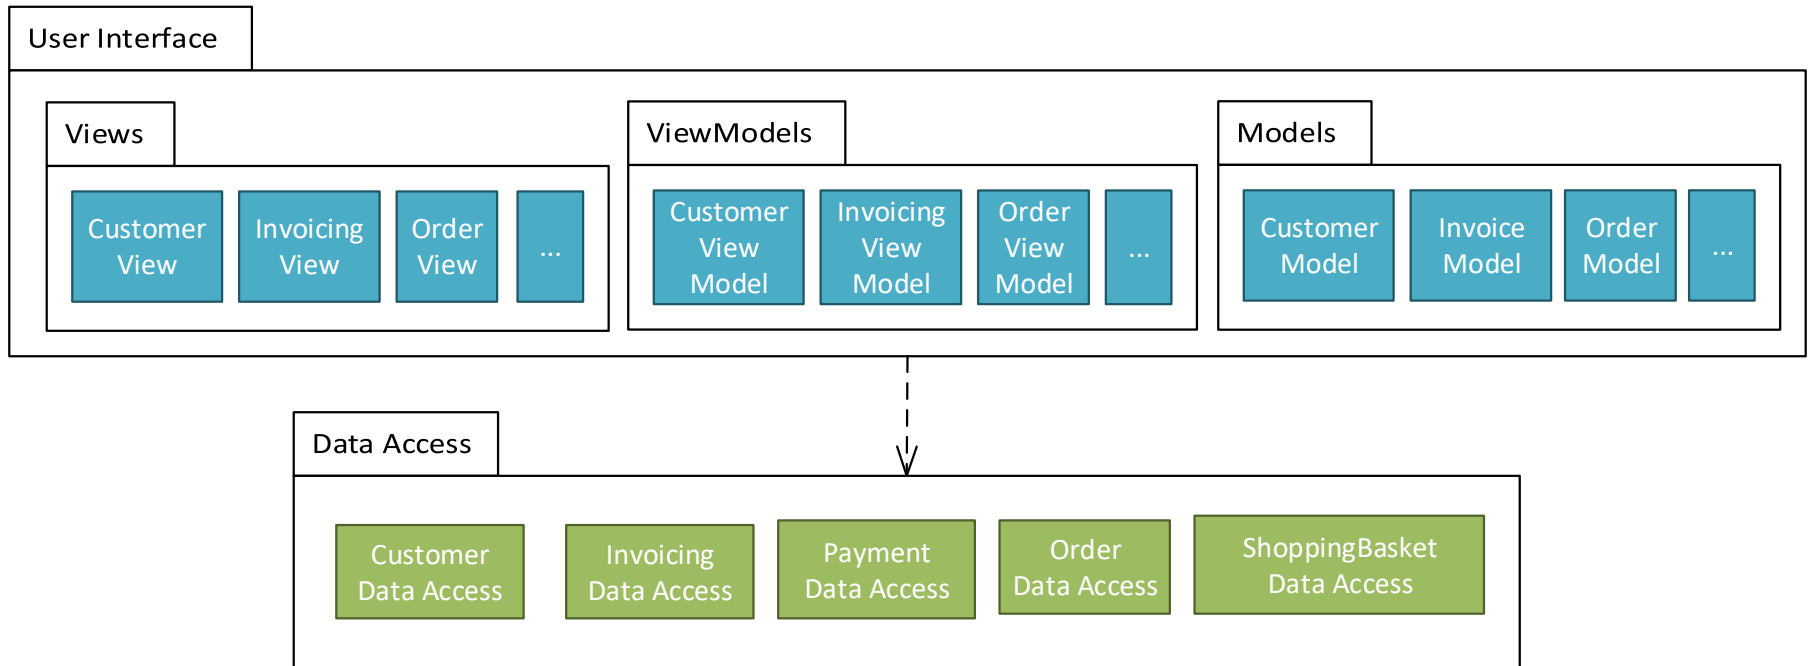 User Interface
Views
Customer
View
Invoicing
View
Order
View
...
ViewModels
Customer
View
Model
Invoicing
View
Model
Order
View
Model
...
Models
Customer
Model
Invoice
Model
Order
Model
...
Data Access
Customer
Data Access
Invoicing
Data Access
Payment
Data Access
Order
Data Access
ShoppingBasket
Data Access